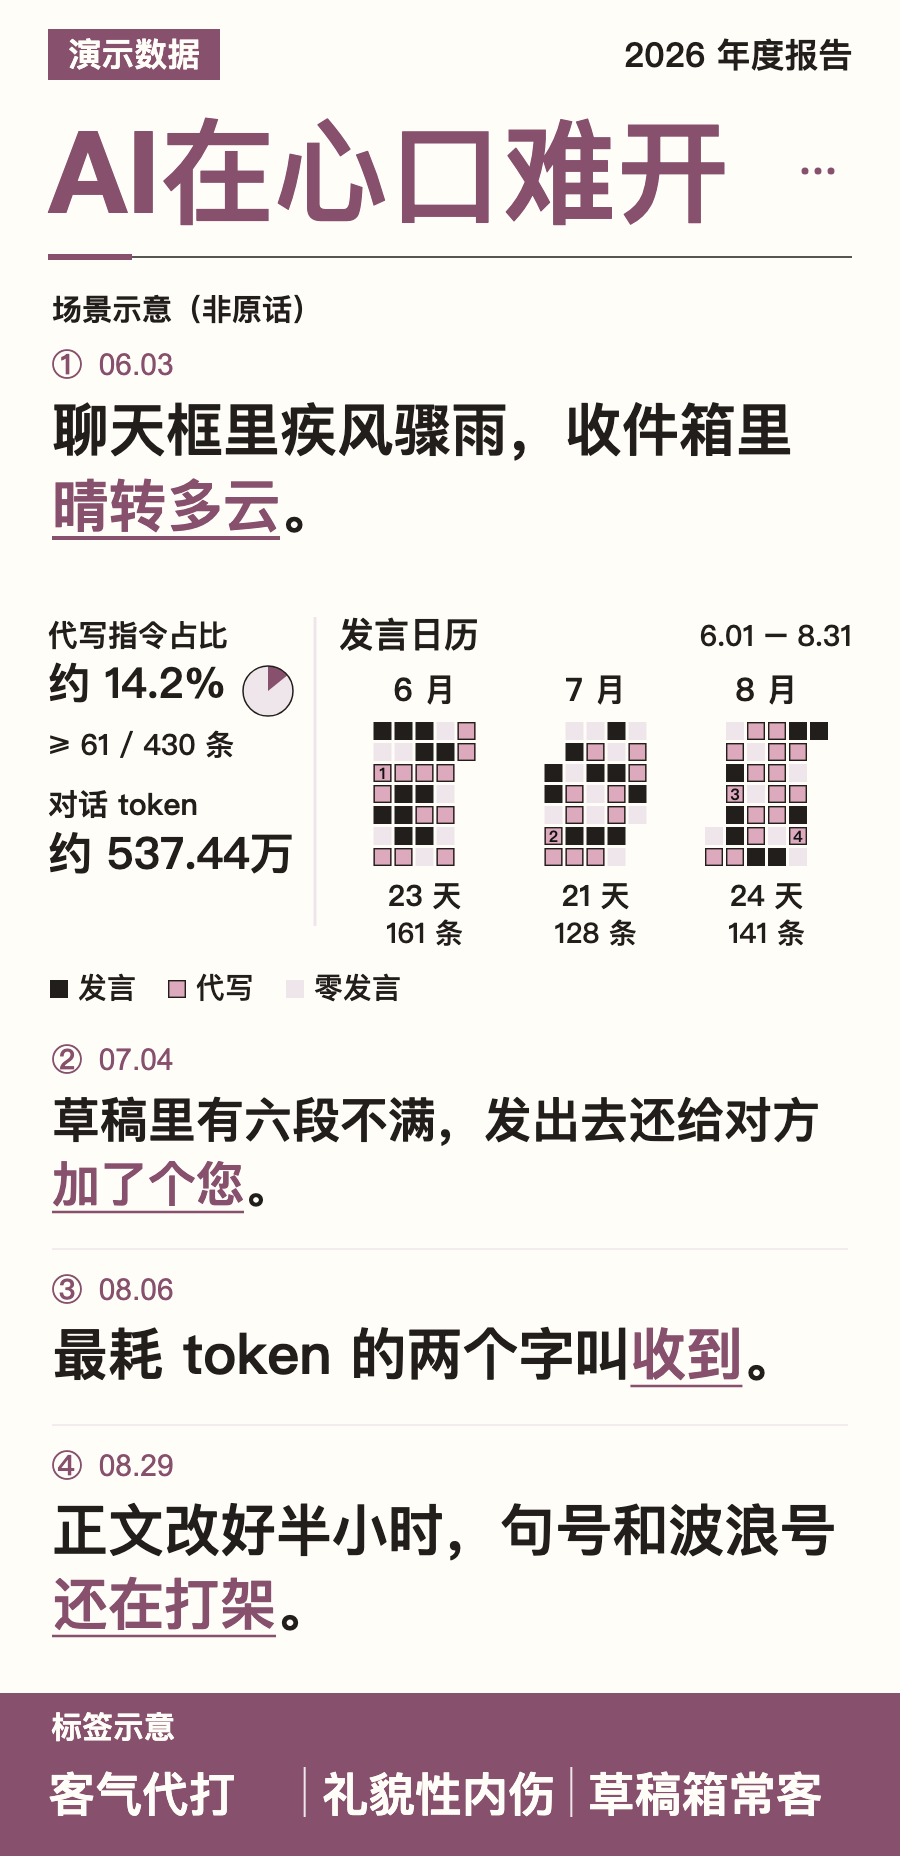 演示数据
2026 年度报告
AI在心口难开 …
场景示意（非原话）
① 06.03
聊天框里疾风骤雨，收件箱里
晴转多云。
代写指令占比
约 14.2%
⩾ 61 / 430 条
对话 token
约 537.44万
发言日历
6.01 – 8.31
6 月
7 月
8 月
1
3
2
4
23 天
21 天
24 天
161 条
128 条
141 条
发言
代写
零发言
② 07.04
草稿里有六段不满，发出去还给对方
加了个您。
③ 08.06
最耗 token 的两个字叫收到。
④ 08.29
正文改好半小时，句号和波浪号
还在打架。
标签示意
客气代打
礼貌性内伤
草稿箱常客